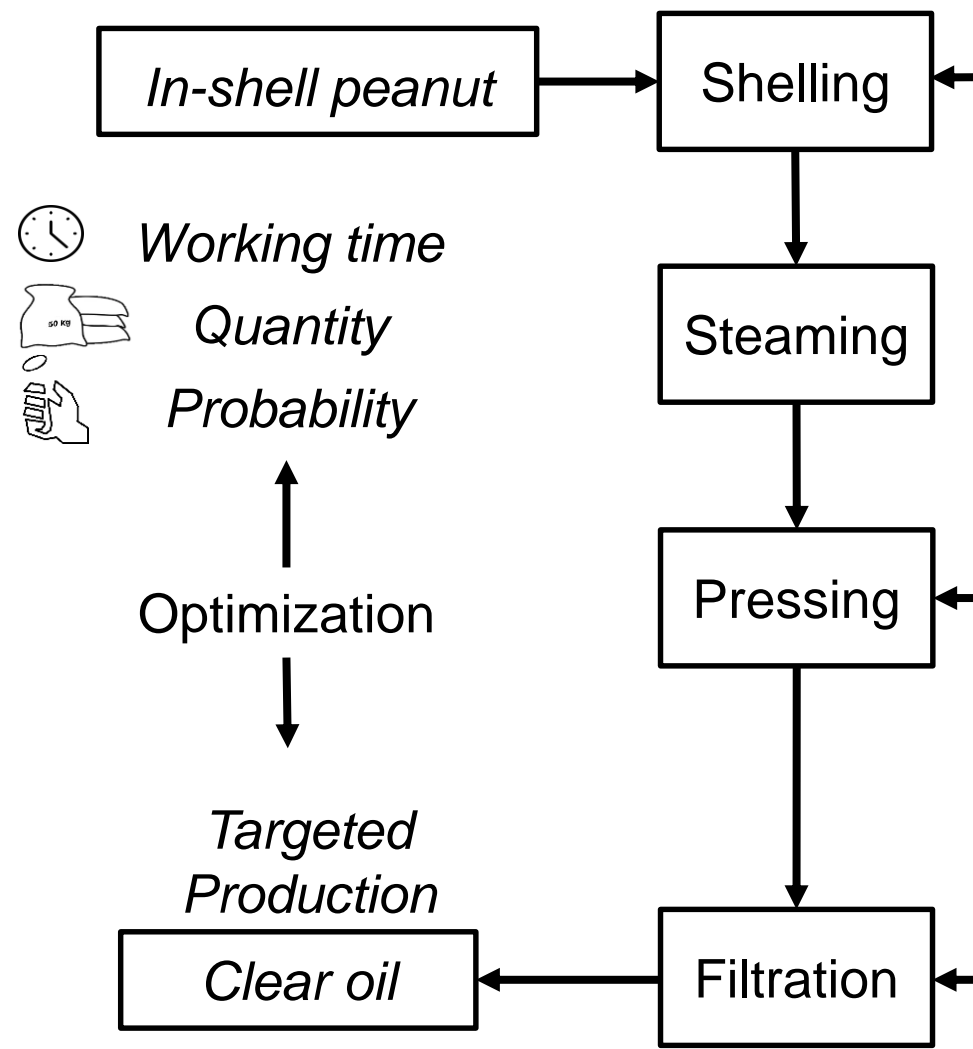 In-shell peanut
Shelling
Working time
50 Kg
Quantity
Probability
Steaming
Optimization
Pressing
Targeted
Production
Clear oil
Filtration